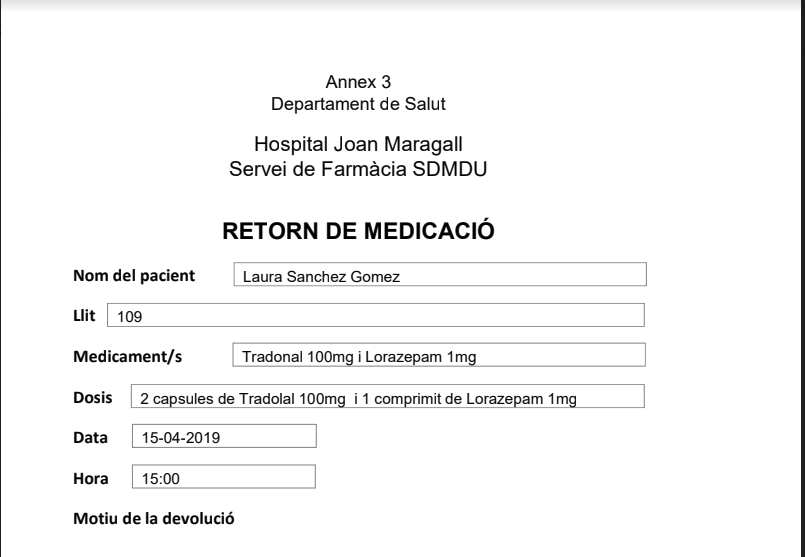 Annex 3
Departament de Salut
Hospital Joan Maragall
Servei de Farmàcia SDMDU
RETORN DE MEDICACIÓ
Nom del pacient Laura Sanchez Gomez
Llit 109
Medicament/s Tradonal 100mg i Lorazepam 1mg
Dosis 2 capsules de Tradolal 100mg i 1 comprimit de Lorazepam 1mg
Data 15-04-2019
Hora 15:00
Motiu de la devolució